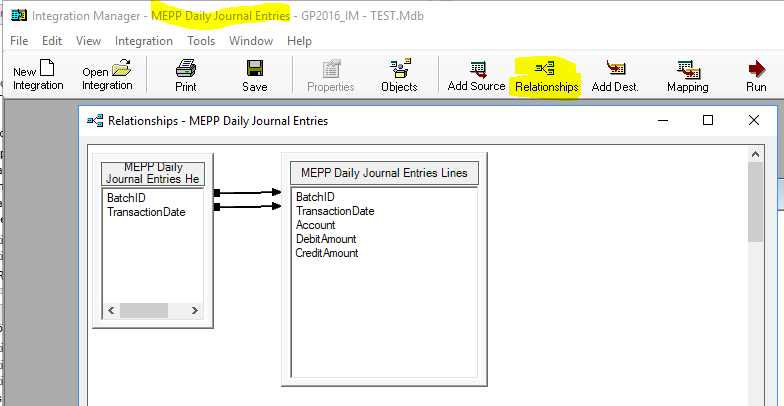 Integration Manager - MEPP Daily Journal Entries - GP2016_IM - TEST.Mdb
File Edit View Integration Tools Window Help
New Integration Open Integration Print Save Properties Objects Add Source Relationships Add Dest. Mapping Run
Relationships - MEPP Daily Journal Entries
MEPP Daily
Journal Entries He
BatchID
TransactionDate
MEPP Daily Journal Entries Lines
BatchID
TransactionDate
Account
DebitAmount
CreditAmount